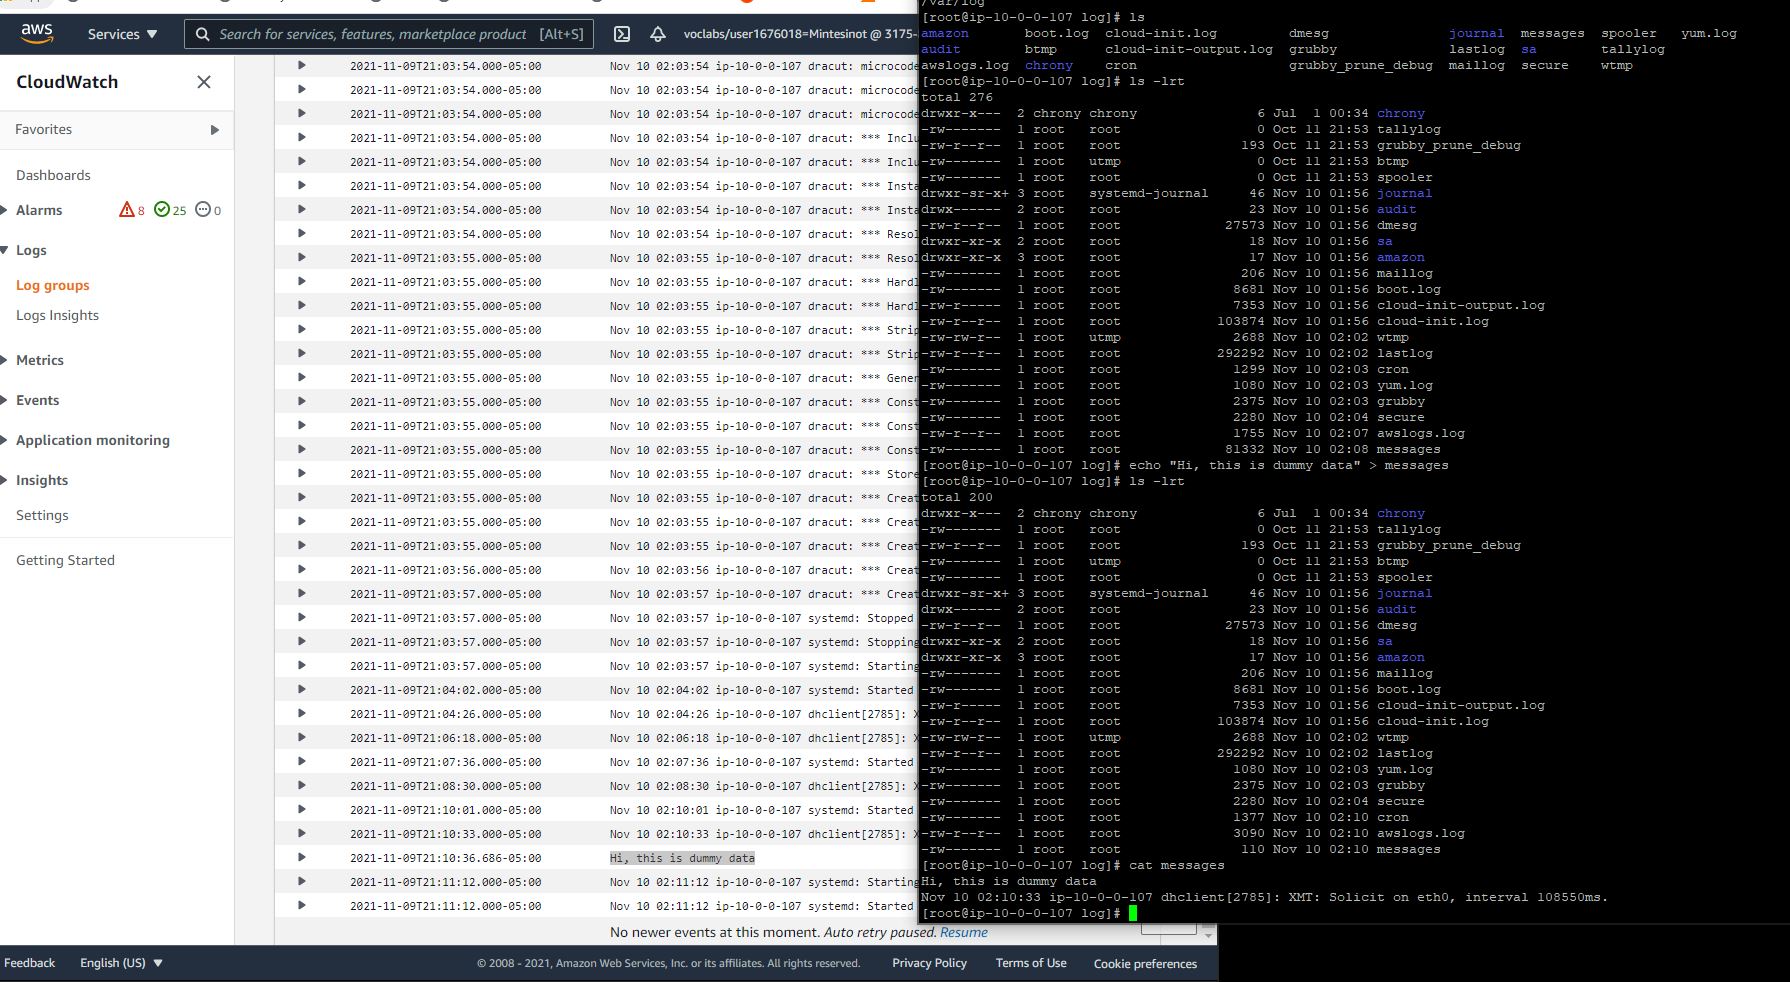 aws
Services
Search for services, features, marketplace product [Alt+S]
voclabs/user1676018=Mintesinot @ 3175-
CloudWatch
Favorites
Dashboards
Alarms 8 25 0
Logs
Log groups
Logs Insights
Metrics
Events
Application monitoring
Insights
Settings
Getting Started
2021-11-09T21:03:54.000-05:00 Nov 10 02:03:54 ip-10-0-0-107 dracut: microcode
2021-11-09T21:03:54.000-05:00 Nov 10 02:03:54 ip-10-0-0-107 dracut: microcode
2021-11-09T21:03:54.000-05:00 Nov 10 02:03:54 ip-10-0-0-107 dracut: microcod
2021-11-09T21:03:54.000-05:00 Nov 10 02:03:54 ip-10-0-0-107 dracut: *** Incl
2021-11-09T21:03:54.000-05:00 Nov 10 02:03:54 ip-10-0-0-107 dracut: *** Inclu
2021-11-09T21:03:54.000-05:00 Nov 10 02:03:54 ip-10-0-0-107 dracut: *** Insta
2021-11-09T21:03:54.000-05:00 Nov 10 02:03:54 ip-10-0-0-107 dracut: *** Insta
2021-11-09T21:03:54.000-05:00 Nov 10 02:03:54 ip-10-0-0-107 dracut: *** Resol
2021-11-09T21:03:55.000-05:00 Nov 10 02:03:55 ip-10-0-0-107 dracut: *** Resol
2021-11-09T21:03:55.000-05:00 Nov 10 02:03:55 ip-10-0-0-107 dracut: *** Hardl
2021-11-09T21:03:55.000-05:00 Nov 10 02:03:55 ip-10-0-0-107 dracut: *** Hardl
2021-11-09T21:03:55.000-05:00 Nov 10 02:03:55 ip-10-0-0-107 dracut: *** Strip
2021-11-09T21:03:55.000-05:00 Nov 10 02:03:55 ip-10-0-0-107 dracut: *** Strip
2021-11-09T21:03:55.000-05:00 Nov 10 02:03:55 ip-10-0-0-107 dracut: *** Gener
2021-11-09T21:03:55.000-05:00 Nov 10 02:03:55 ip-10-0-0-107 dracut: *** Const
2021-11-09T21:03:55.000-05:00 Nov 10 02:03:55 ip-10-0-0-107 dracut: *** Const
2021-11-09T21:03:55.000-05:00 Nov 10 02:03:55 ip-10-0-0-107 dracut: *** Const
2021-11-09T21:03:55.000-05:00 Nov 10 02:03:55 ip-10-0-0-107 dracut: *** Store
2021-11-09T21:03:55.000-05:00 Nov 10 02:03:55 ip-10-0-0-107 dracut: *** Creat
2021-11-09T21:03:55.000-05:00 Nov 10 02:03:55 ip-10-0-0-107 dracut: *** Creat
2021-11-09T21:03:55.000-05:00 Nov 10 02:03:55 ip-10-0-0-107 dracut: *** Creat
2021-11-09T21:03:56.000-05:00 Nov 10 02:03:56 ip-10-0-0-107 dracut: *** Creat
2021-11-09T21:03:57.000-05:00 Nov 10 02:03:57 ip-10-0-0-107 dracut: *** Creat
2021-11-09T21:03:57.000-05:00 Nov 10 02:03:57 ip-10-0-0-107 systemd: Stopped
2021-11-09T21:03:57.000-05:00 Nov 10 02:03:57 ip-10-0-0-107 systemd: Stopping
2021-11-09T21:03:57.000-05:00 Nov 10 02:03:57 ip-10-0-0-107 systemd: Starting
2021-11-09T21:04:02.000-05:00 Nov 10 02:04:02 ip-10-0-0-107 systemd: Started
2021-11-09T21:04:26.000-05:00 Nov 10 02:04:26 ip-10-0-0-107 dhclient[2785]: X
2021-11-09T21:06:18.000-05:00 Nov 10 02:06:18 ip-10-0-0-107 dhclient[2785]: X
2021-11-09T21:07:36.000-05:00 Nov 10 02:07:36 ip-10-0-0-107 systemd: Started
2021-11-09T21:08:30.000-05:00 Nov 10 02:08:30 ip-10-0-0-107 dhclient[2785]: X
2021-11-09T21:10:01.000-05:00 Nov 10 02:10:01 ip-10-0-0-107 systemd: Started
2021-11-09T21:10:33.000-05:00 Nov 10 02:10:33 ip-10-0-0-107 dhclient[2785]: X
2021-11-09T21:10:36.686-05:00 Hi, this is dummy data
2021-11-09T21:11:12.000-05:00 Nov 10 02:11:12 ip-10-0-0-107 systemd: Starting
2021-11-09T21:11:12.000-05:00 Nov 10 02:11:12 ip-10-0-0-107 systemd: Started
No newer events at this moment. Auto retry paused. Resume
/var/log
[root@ip-10-0-0-107 log]# ls
amazon boot.log cloud-init.log dmesg journal messages spooler yum.log
audit btmp cloud-init-output.log grubby lastlog sa tallylog
awslogs.log chrony cron grubby_prune_debug maillog secure wtmp
[root@ip-10-0-0-107 log]# ls -lrt
total 276
drwxr-x--- 2 chrony chrony 6 Jul 1 00:34 chrony
-rw------- 1 root root 0 Oct 11 21:53 tallylog
-rw-r--r-- 1 root root 193 Oct 11 21:53 grubby_prune_debug
-rw------- 1 root utmp 0 Oct 11 21:53 btmp
-rw------- 1 root root 0 Oct 11 21:53 spooler
drwxr-sr-x+ 3 root systemd-journal 46 Nov 10 01:56 journal
drwx------ 2 root root 23 Nov 10 01:56 audit
-rw-r--r-- 1 root root 27573 Nov 10 01:56 dmesg
drwxr-xr-x 2 root root 18 Nov 10 01:56 sa
drwxr-xr-x 3 root root 17 Nov 10 01:56 amazon
-rw------- 1 root root 206 Nov 10 01:56 maillog
-rw------- 1 root root 8681 Nov 10 01:56 boot.log
-rw-r--r-- 1 root root 7353 Nov 10 01:56 cloud-init-output.log
-rw-r--r-- 1 root root 103874 Nov 10 01:56 cloud-init.log
-rw-rw-r-- 1 root utmp 2688 Nov 10 02:02 wtmp
-rw-r--r-- 1 root root 292292 Nov 10 02:02 lastlog
-rw------- 1 root root 1299 Nov 10 02:03 cron
-rw------- 1 root root 1080 Nov 10 02:03 yum.log
-rw------- 1 root root 2375 Nov 10 02:03 grubby
-rw------- 1 root root 2280 Nov 10 02:04 secure
-rw-r--r-- 1 root root 1755 Nov 10 02:07 awslogs.log
-rw------- 1 root root 81332 Nov 10 02:08 messages
[root@ip-10-0-0-107 log]# echo "Hi, this is dummy data" > messages
[root@ip-10-0-0-107 log]# ls -lrt
total 200
drwxr-x--- 2 chrony chrony 6 Jul 1 00:34 chrony
-rw------- 1 root root 0 Oct 11 21:53 tallylog
-rw-r--r-- 1 root root 193 Oct 11 21:53 grubby_prune_debug
-rw------- 1 root utmp 0 Oct 11 21:53 btmp
-rw------- 1 root root 0 Oct 11 21:53 spooler
drwxr-sr-x+ 3 root systemd-journal 46 Nov 10 01:56 journal
drwx------ 2 root root 23 Nov 10 01:56 audit
-rw-r--r-- 1 root root 27573 Nov 10 01:56 dmesg
drwxr-xr-x 2 root root 18 Nov 10 01:56 sa
drwxr-xr-x 3 root root 17 Nov 10 01:56 amazon
-rw------- 1 root root 206 Nov 10 01:56 maillog
-rw------- 1 root root 8681 Nov 10 01:56 boot.log
-rw-r--r-- 1 root root 7353 Nov 10 01:56 cloud-init-output.log
-rw-r--r-- 1 root root 103874 Nov 10 01:56 cloud-init.log
-rw-rw-r-- 1 root utmp 2688 Nov 10 02:02 wtmp
-rw-r--r-- 1 root root 292292 Nov 10 02:02 lastlog
-rw------- 1 root root 1080 Nov 10 02:03 yum.log
-rw------- 1 root root 2375 Nov 10 02:03 grubby
-rw------- 1 root root 2280 Nov 10 02:04 secure
-rw------- 1 root root 1377 Nov 10 02:10 cron
-rw-r--r-- 1 root root 3090 Nov 10 02:10 awslogs.log
-rw------- 1 root root 110 Nov 10 02:10 messages
[root@ip-10-0-0-107 log]# cat messages
Hi, this is dummy data
Nov 10 02:10:33 ip-10-0-0-107 dhclient[2785]: XMT: Solicit on eth0, interval 108550ms.
[root@ip-10-0-0-107 log]#
Feedback English (US) © 2008 - 2021, Amazon Web Services, Inc. or its affiliates. All rights reserved. Privacy Policy Terms of Use Cookie preferences